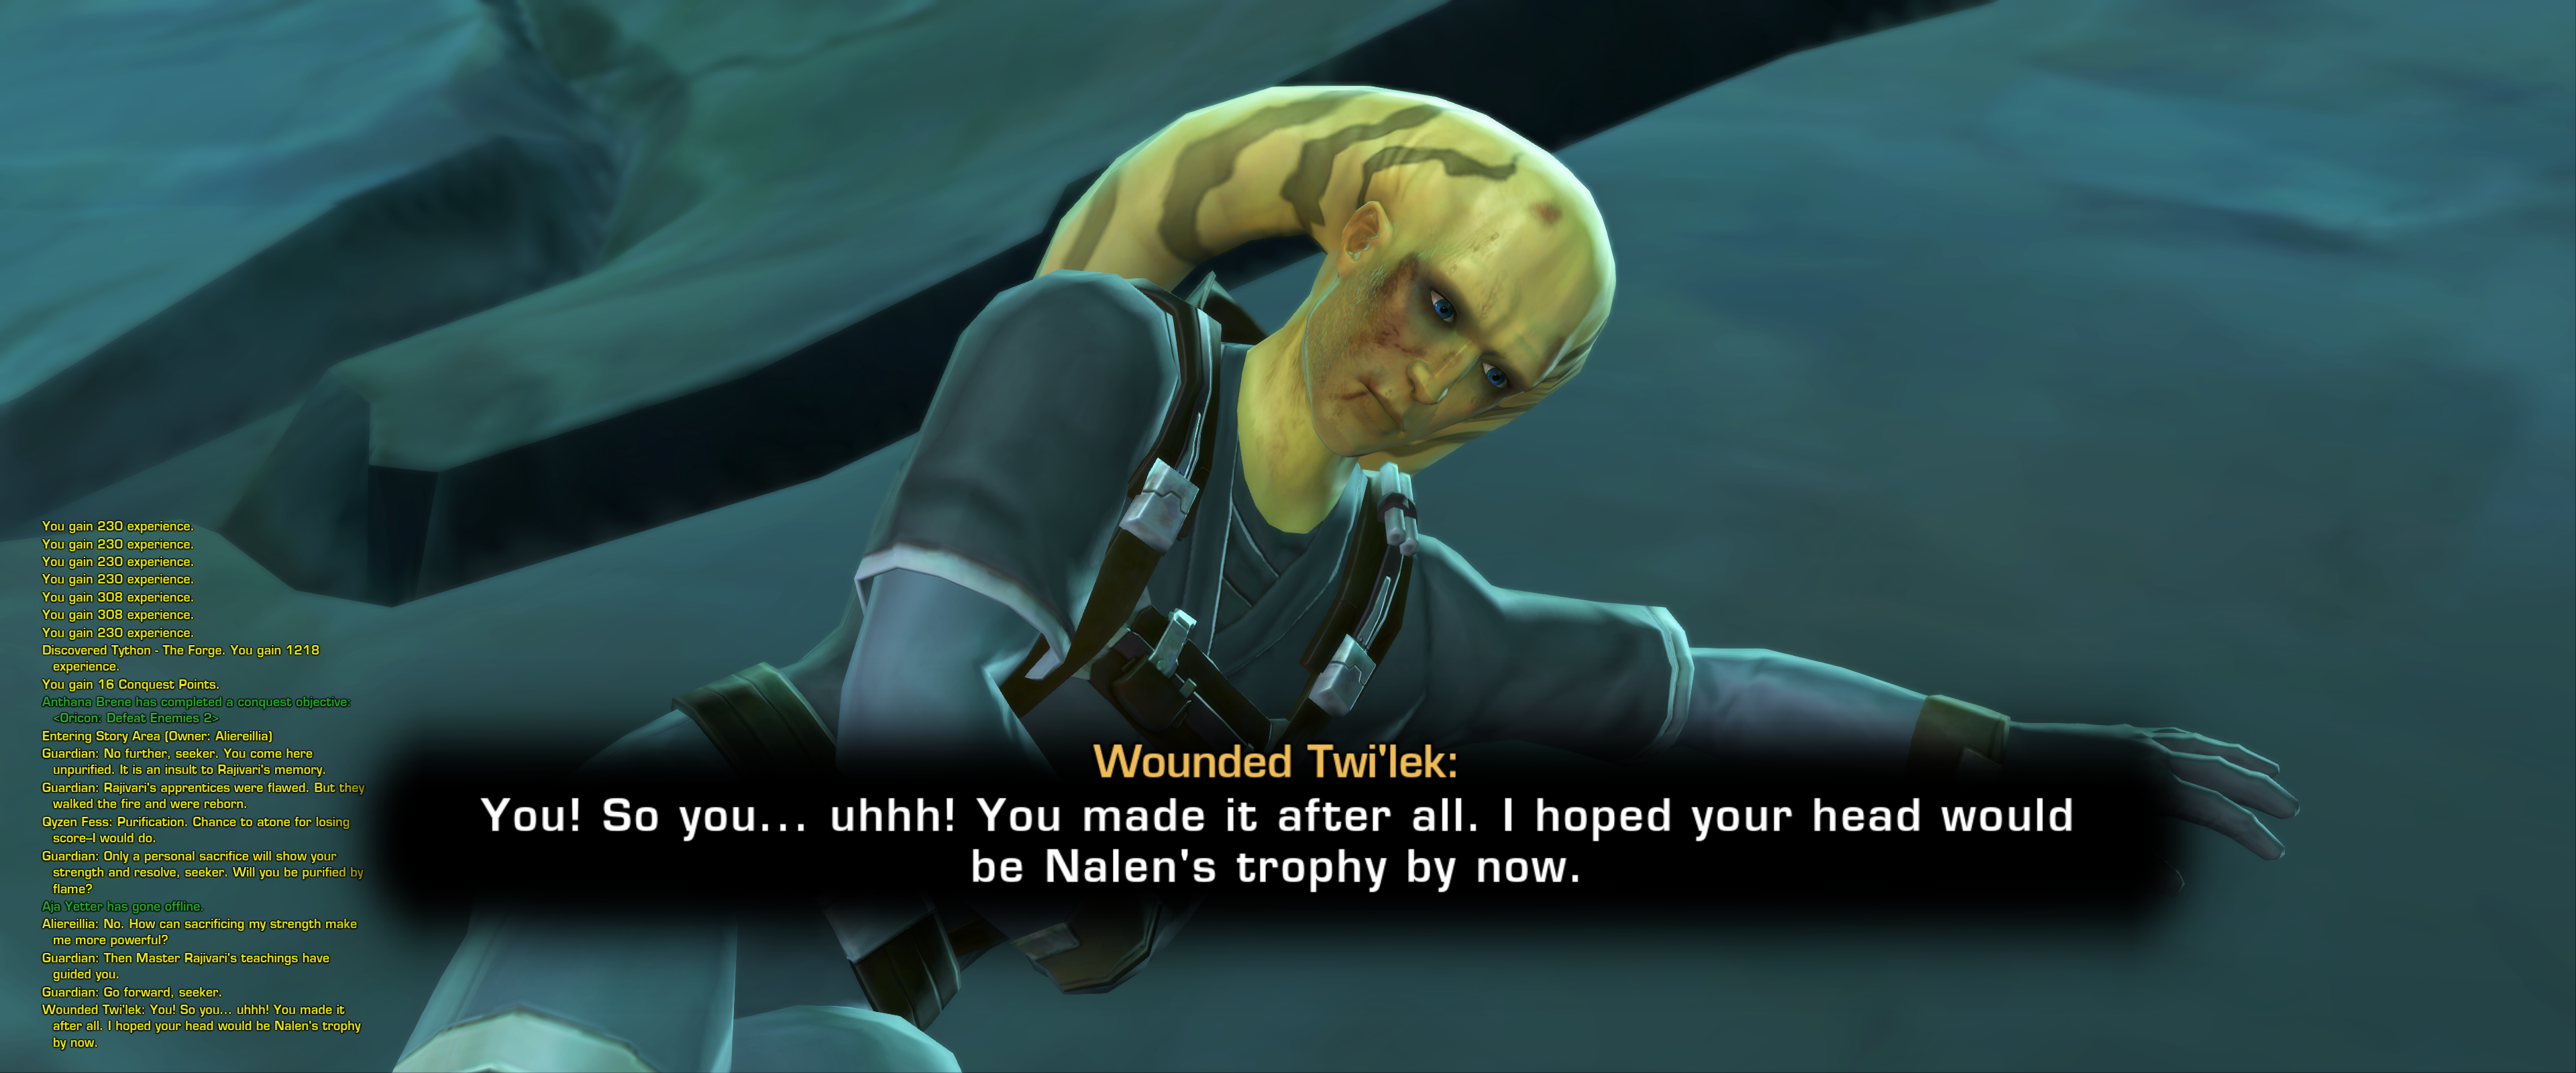 You gain 230 experience.
You gain 230 experience.
You gain 230 experience.
You gain 230 experience.
You gain 308 experience.
You gain 308 experience.
You gain 230 experience.
Discovered Tython - The Forge. You gain 1218
experience.
You gain 16 Conquest Points.
Anthana Brene has completed a conquest objective:
<Oricon: Defeat Enemies 2>
Entering Story Area (Owner: Aliereillia)
Guardian: No further, seeker. You come here
unpurified. It is an insult to Rajivari's memory.
Guardian: Rajivari's apprentices were flawed. But they
walked the fire and were reborn.
Qyzen Fess: Purification. Chance to atone for losing
score–I would do.
Guardian: Only a personal sacrifice will show your
strength and resolve, seeker. Will you be purified by
flame?
Aja Yetter has gone offline.
Aliereillia: No. How can sacrificing my strength make
me more powerful?
Guardian: Then Master Rajivari's teachings have
guided you.
Guardian: Go forward, seeker.
Wounded Twi'lek: You! So you... uhhh! You made it
after all. I hoped your head would be Nalen's trophy
by now.
Wounded Twi'lek:
You! So you... uhhh! You made it after all. I hoped your head would
be Nalen's trophy by now.